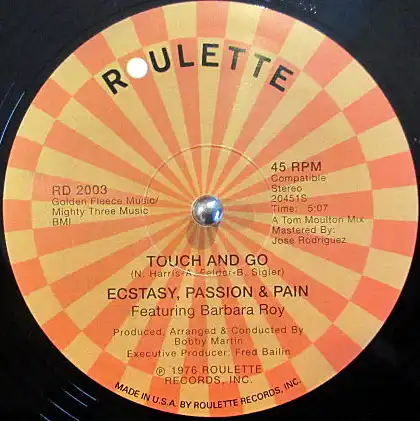 ROULETTE
RD 2003
Golden Fleece Music/
Mighty Three Music
BMI
45 RPM
Compatible
Stereo
20451S
Time: 5:07
A Tom Moulton Mix
Mastered By:
Jose Rodriguez
TOUCH AND GO
(N. Harris-A. Felder-B. Sigler)
ECSTASY, PASSION & PAIN
Featuring Barbara Roy
Produced, Arranged & Conducted By
Bobby Martin
Executive Producer: Fred Bailin
℗ 1976 ROULETTE
RECORDS, INC.
MADE IN U.S.A. BY ROULETTE RECORDS, INC.